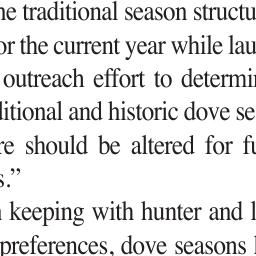 he traditional season structu
or the current year while lau
outreach effort to determin
ditional and historic dove se
re should be altered for fu
s.”
n keeping with hunter and l
preferences, dove seasons l